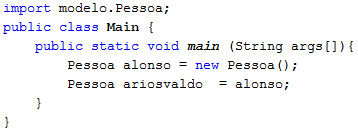 import modelo.Pessoa;
public class Main {
    public static void main (String args[]){
        Pessoa alonso = new Pessoa();
        Pessoa ariosvaldo  = alonso;
    }
}